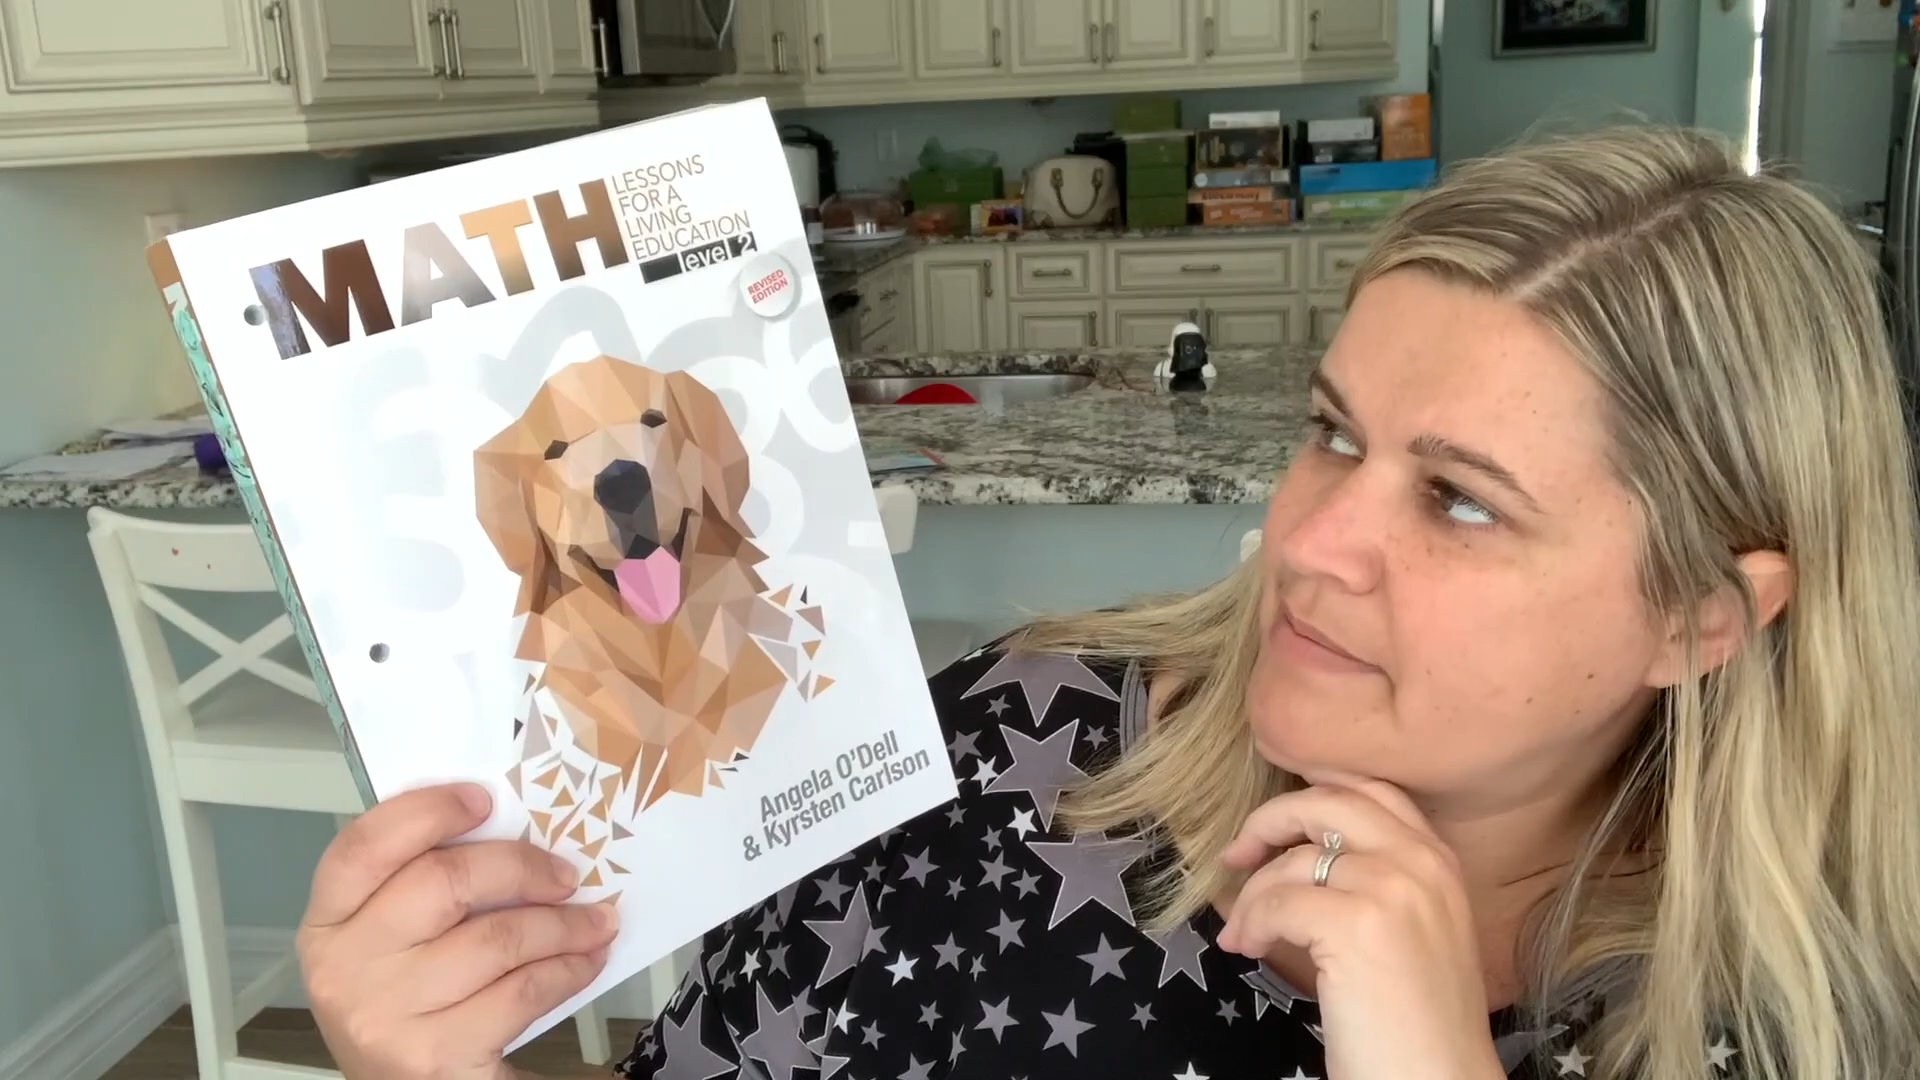 MATH
LESSONS
FOR A
LIVING
EDUCATION
level 2
REVISED
EDITION
Angela O'Dell
& Kyrsten Carlson